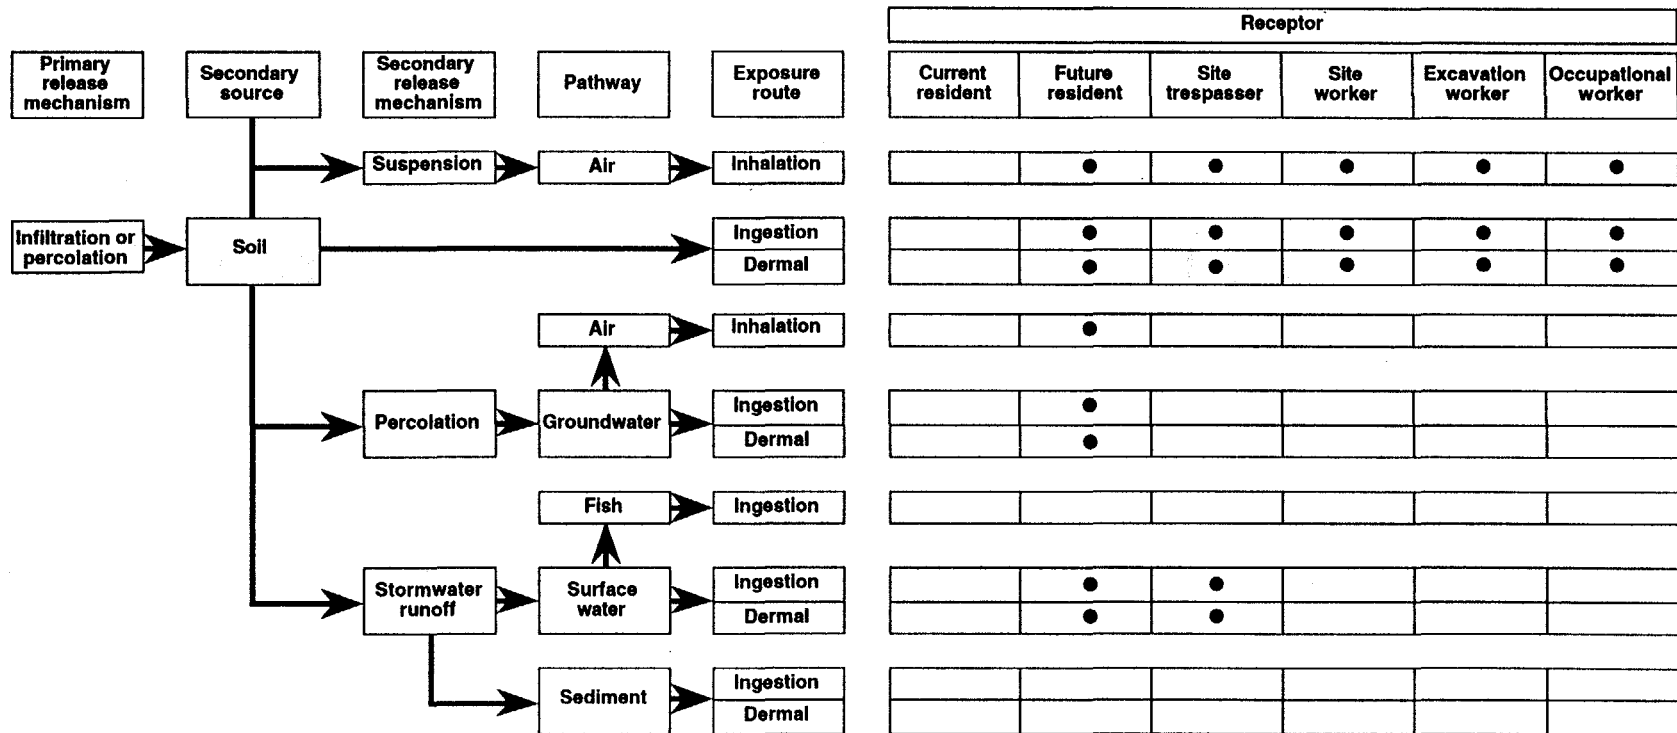 Receptor
Primary
release
mechanism
Secondary
source
Secondary
release
mechanism
Pathway
Exposure
route
Current
resident
Future
resident
Site
trespasser
Site
worker
Excavation
worker
Occupational
worker
Suspension
Air
Inhalation
Infiltration or
percolation
Soil
Ingestion
Dermal
Air
Inhalation
Percolation
Groundwater
Ingestion
Dermal
Fish
Ingestion
Stormwater
runoff
Surface
water
Ingestion
Dermal
Sediment
Ingestion
Dermal